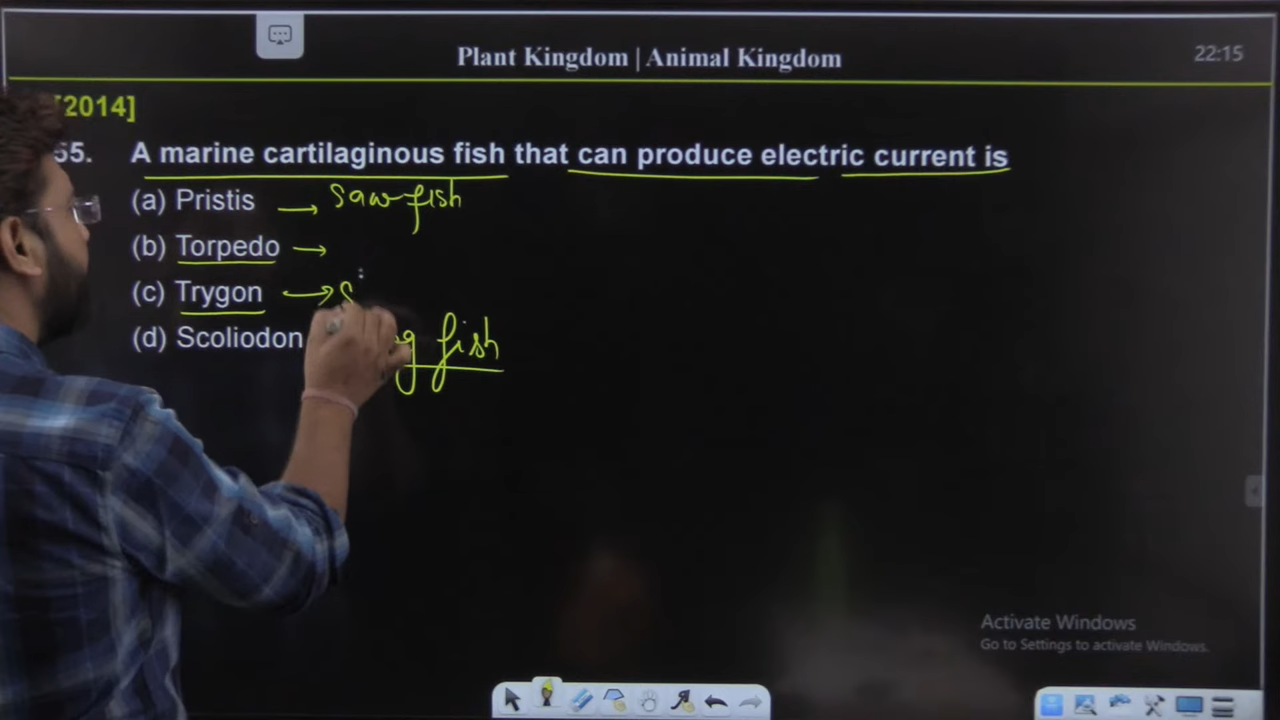 Plant Kingdom | Animal Kingdom
22:15
[2014]
55. A marine cartilaginous fish that can produce electric current is
(a) Pristis → Saw fish
(b) Torpedo →
(c) Trygon → S
(d) Scoliodon fish
Activate Windows
Go to Settings to activate Windows.